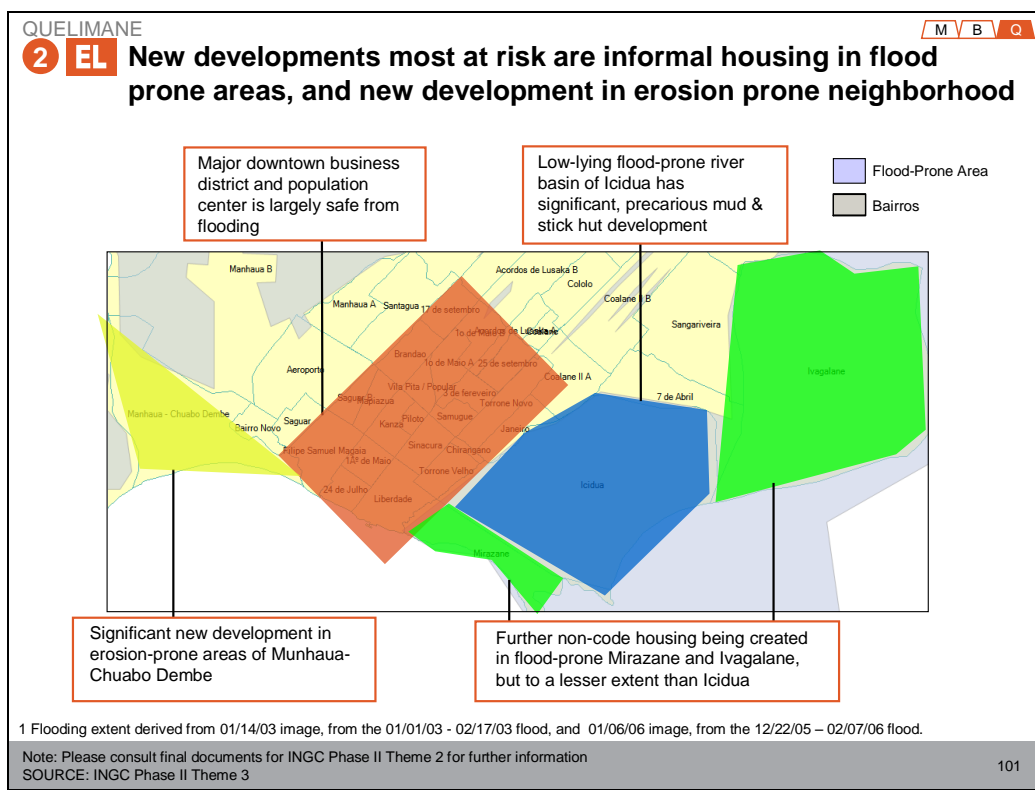 QUELIMANE
M B Q
2 EL New developments most at risk are informal housing in flood
prone areas, and new development in erosion prone neighborhood
Major downtown business
district and population
center is largely safe from
flooding
Low-lying flood-prone river
basin of Icidua has
significant, precarious mud &
stick hut development
Flood-Prone Area
Bairros
Manhaua B
Acordos de Lusaka B
Cololo
Manhaua A
Santagua
17 de setembro
Coalane II B
Sangariveira
1o de Maio B
Acordos de Lusaka A
Coalane
Brandao
1o de Maio A
25 de setembro
Aeroporto
Coalane II A
Ivagalane
Vila Pita / Popular
3 de fevereiro
Saguar B
Mapiazua
Torrone Novo
7 de Abril
Manhaua - Chuabo Dembe
Bairro Novo
Saguar
Kanza
Piloto
Samugue
Janeiro
Filipe Samuel Magaia
Sinacura
Chirangano
1Aº de Maio
Torrone Velho
24 de Julho
Liberdade
Icidua
Mirazane
Significant new development in
erosion-prone areas of Munhaua-
Chuabo Dembe
Further non-code housing being created
in flood-prone Mirazane and Ivagalane,
but to a lesser extent than Icidua
1 Flooding extent derived from 01/14/03 image, from the 01/01/03 - 02/17/03 flood, and 01/06/06 image, from the 12/22/05 – 02/07/06 flood.
Note: Please consult final documents for INGC Phase II Theme 2 for further information
SOURCE: INGC Phase II Theme 3
101